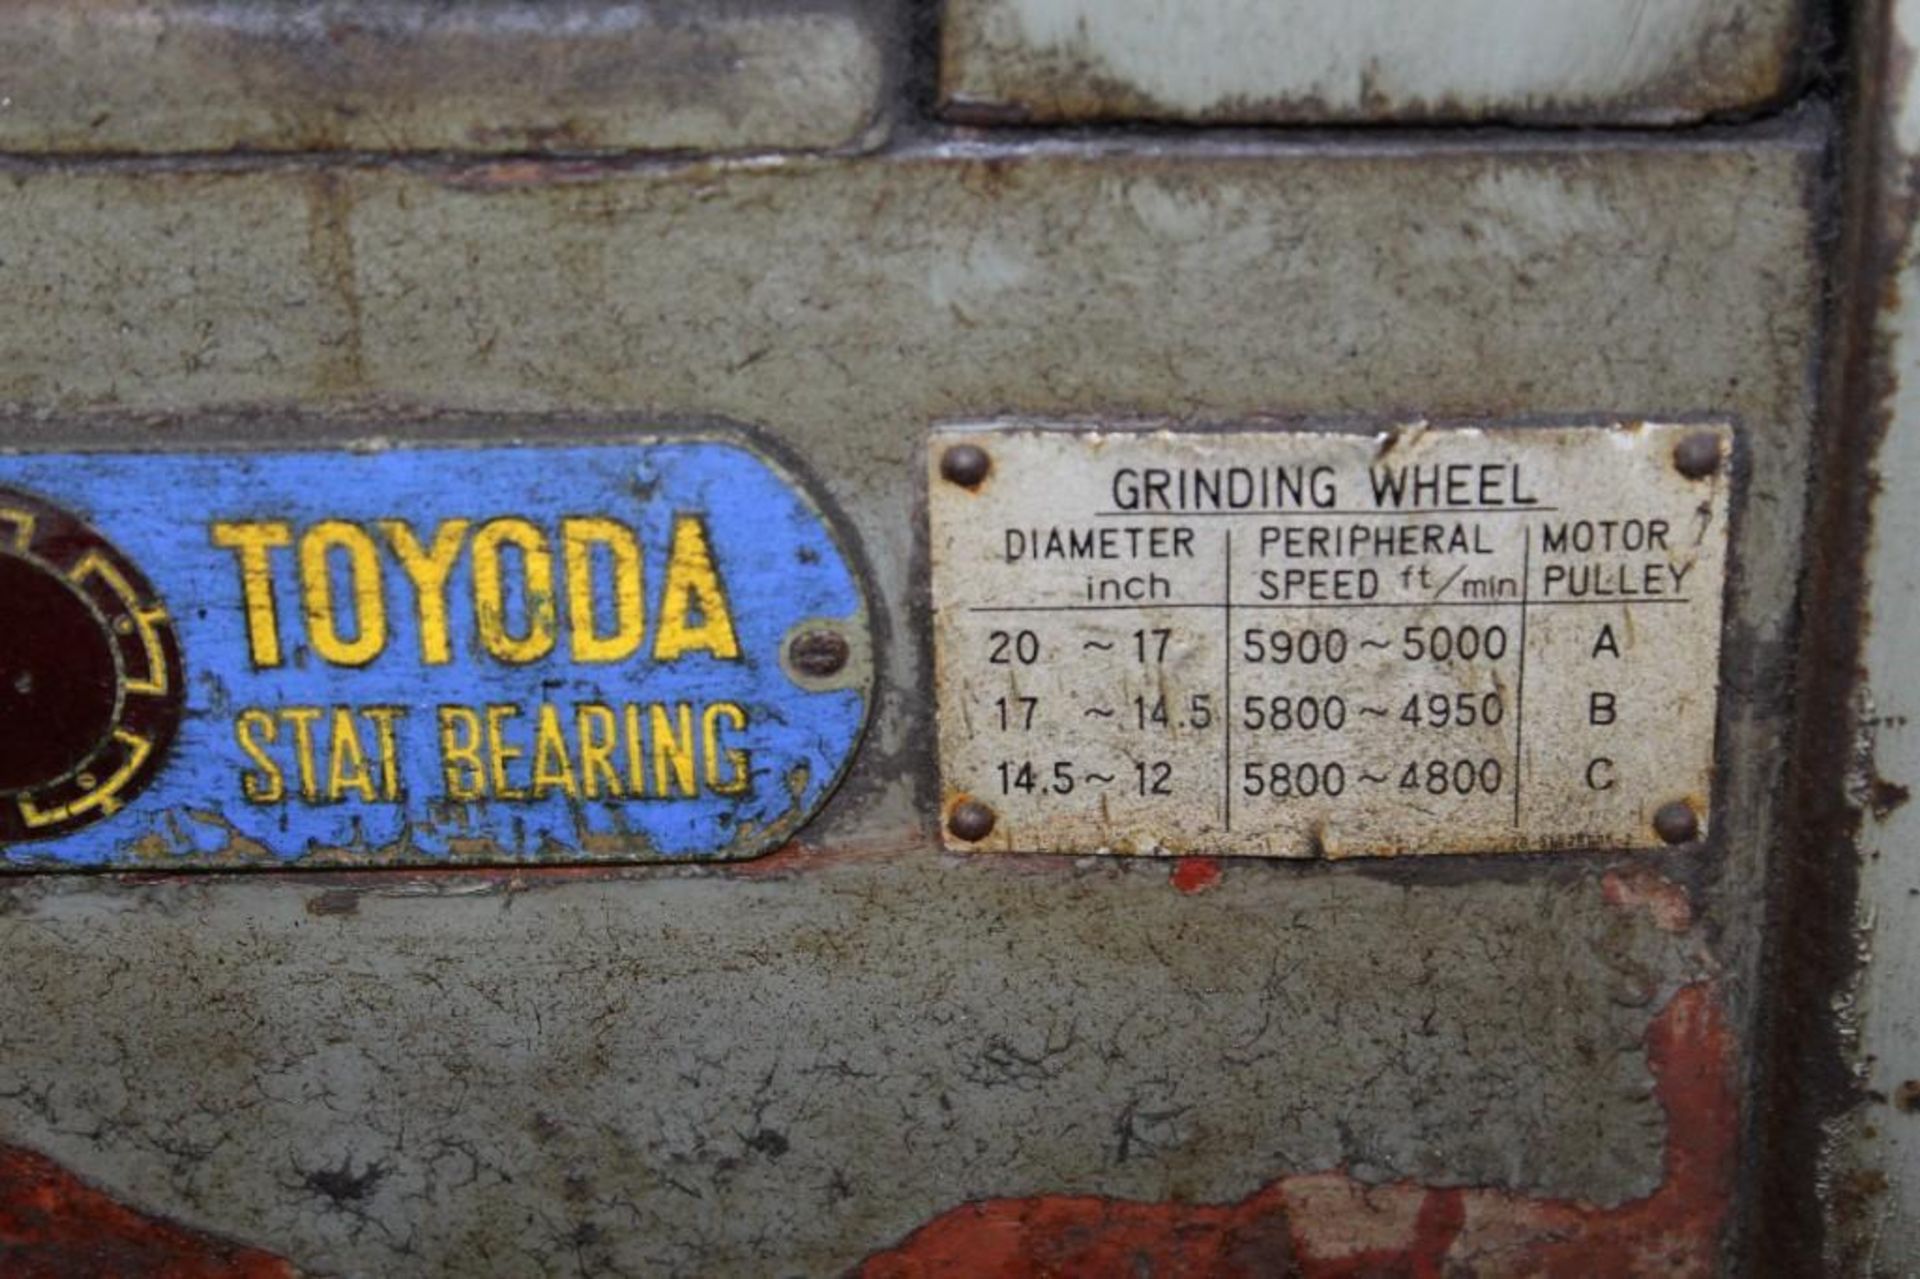 TOYODA
STAT BEARING
GRINDING WHEEL
DIAMETER inch | PERIPHERAL SPEED ft/min | MOTOR PULLEY
20 ~ 17 | 5900 ~ 5000 | A
17 ~ 14.5 | 5800 ~ 4950 | B
14.5 ~ 12 | 5800 ~ 4800 | C